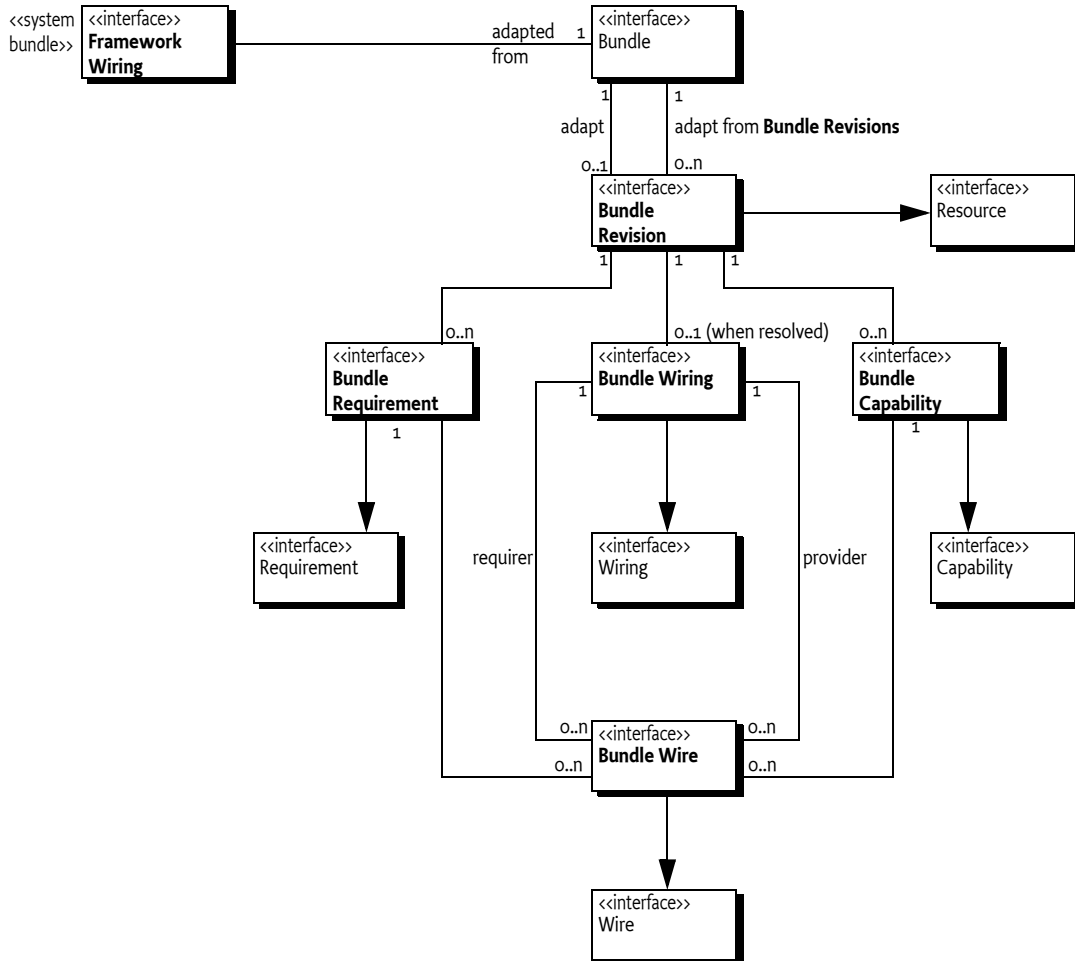 <<system
bundle>>
<<interface>>
Framework
Wiring
adapted
from
1
<<interface>>
Bundle
1
1
adapt
adapt from Bundle Revisions
0..1
0..n
<<interface>>
Bundle
Revision
<<interface>>
Resource
1
1
1
0..n
0..1 (when resolved)
0..n
<<interface>>
Bundle
Requirement
<<interface>>
Bundle Wiring
<<interface>>
Bundle
Capability
1
1
1
1
<<interface>>
Requirement
requirer
<<interface>>
Wiring
provider
<<interface>>
Capability
0..n
0..n
<<interface>>
Bundle Wire
0..n
0..n
<<interface>>
Wire